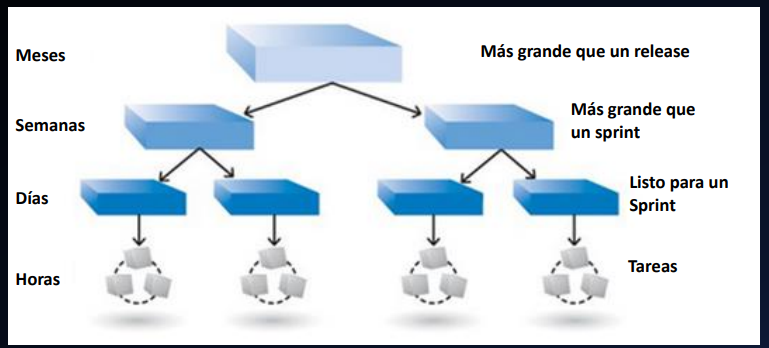 Meses
Más grande que un release
Semanas
Más grande que
un sprint
Días
Listo para un
Sprint
Horas
Tareas